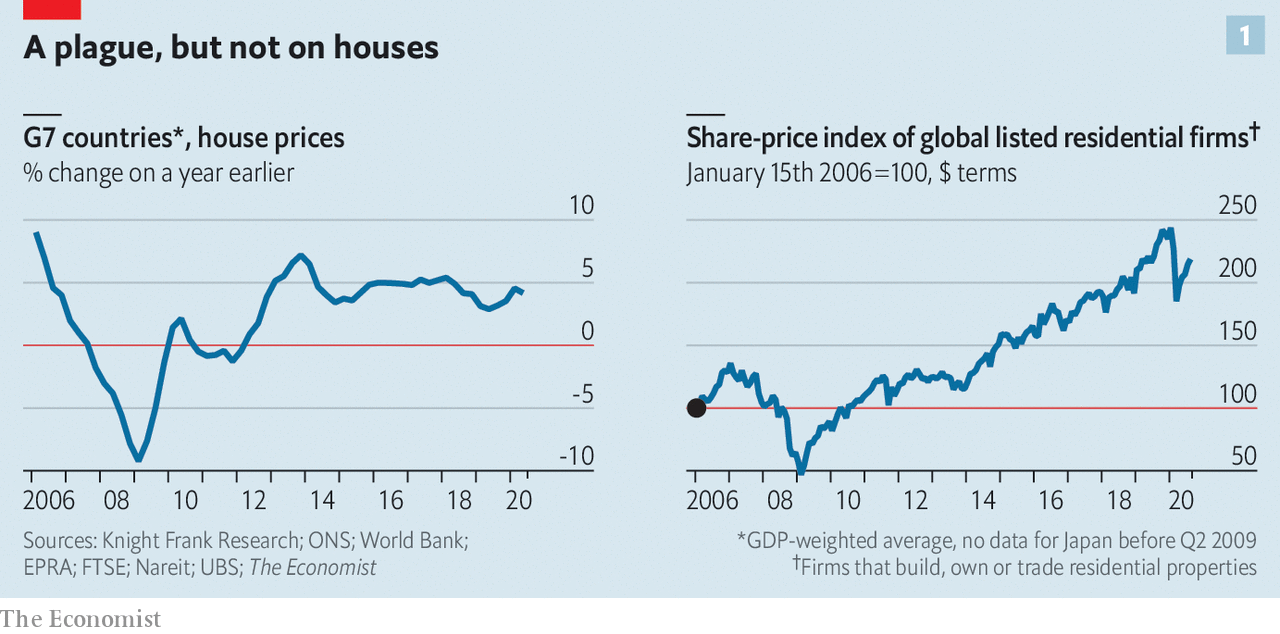 1
A plague, but not on houses
G7 countries*, house prices
% change on a year earlier
10
5
0
-5
-10
2006 08 10 12 14 16 18 20
Share-price index of global listed residential firms†
January 15th 2006=100, $ terms
250
200
150
100
50
2006 08 10 12 14 16 18 20
Sources: Knight Frank Research; ONS; World Bank;
EPRA; FTSE; Nareit; UBS; The Economist
*GDP-weighted average, no data for Japan before Q2 2009
†Firms that build, own or trade residential properties
The Economist